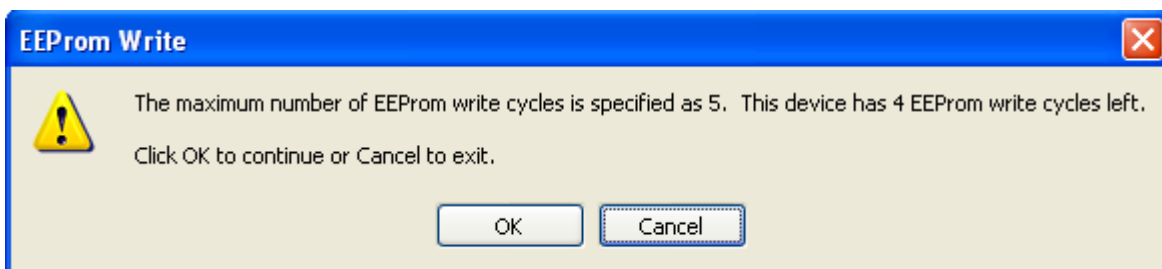 EEProm Write
The maximum number of EEProm write cycles is specified as 5.  This device has 4 EEProm write cycles left.
Click OK to continue or Cancel to exit.
OK
Cancel